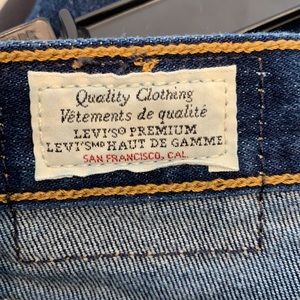 Quality Clothing
Vêtements de qualité
LEVI'S® PREMIUM
LEVI'S MD HAUT DE GAMME
SAN FRANCISCO, CAL.